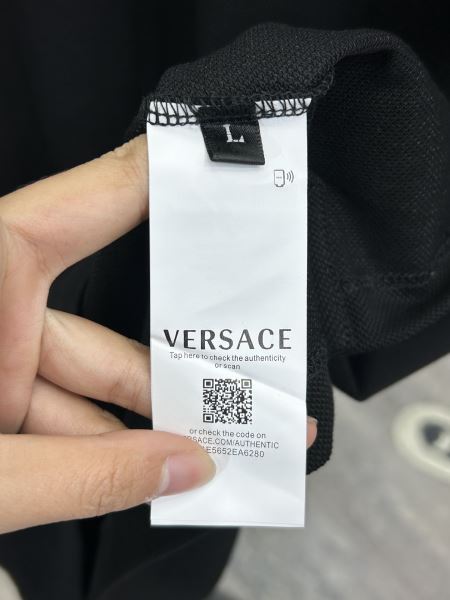 L
VERSACE
Tap here to check the authenticity
or scan
or check the code on
ERSACE.COM/AUTHENTIC
E5652EA6280